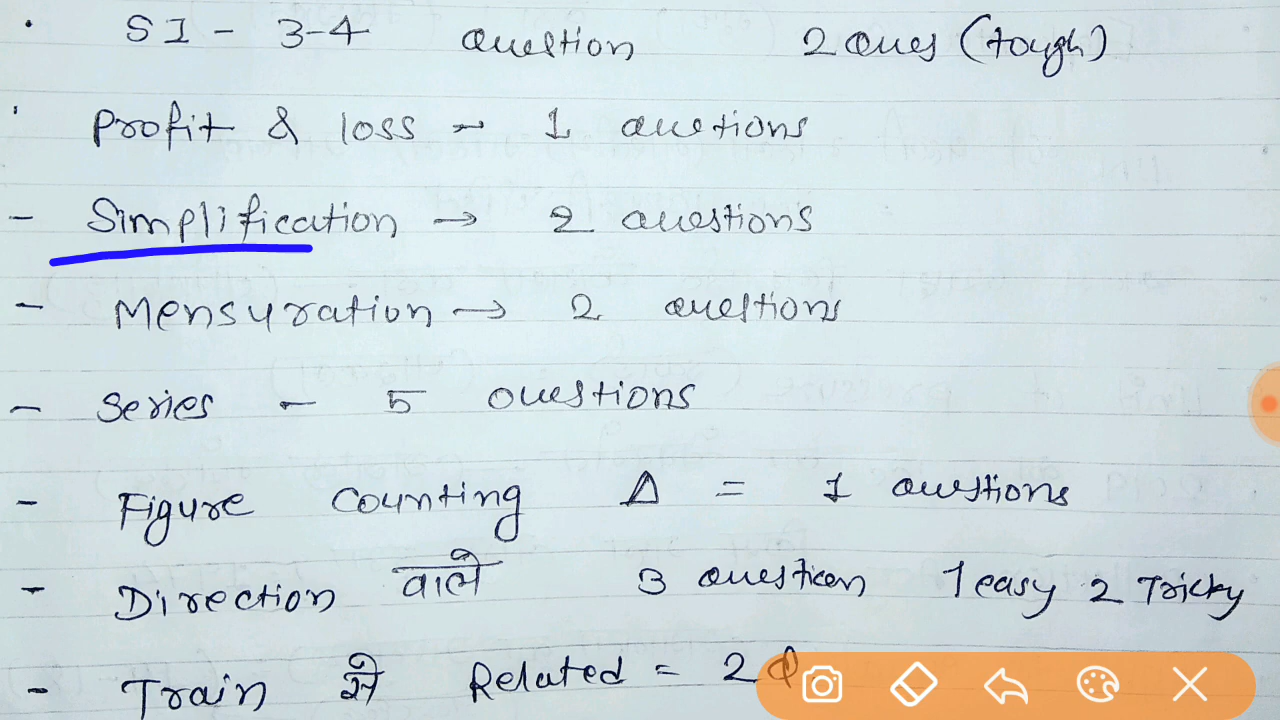 • SI - 3-4 question 2 ques (tough)
• Profit & loss - 1 quetions
- Simplification → 2 questions
- Mensuration → 2 questions
- Series - 5 questions
- Figure counting Δ = 1 questions
- Direction वाले 3 question 1 easy 2 Tricky
- Train से Related = 2 Q